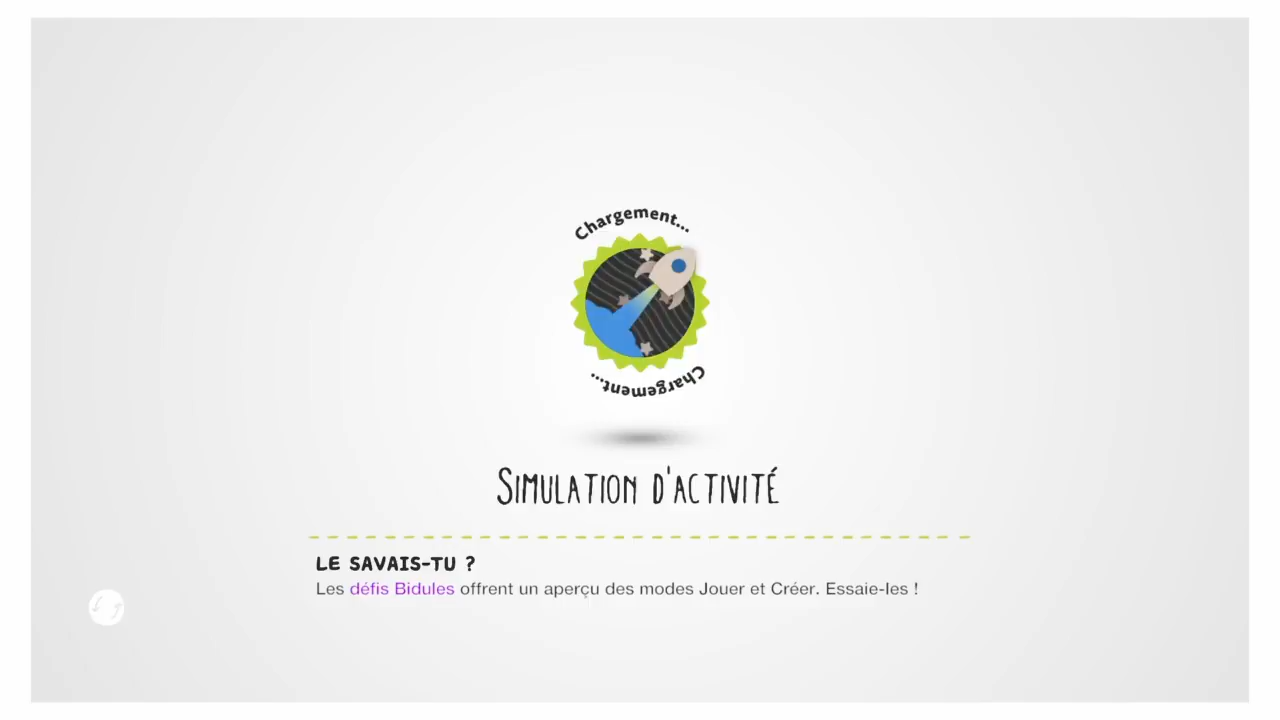 Chargement...
Chargement...
SIMULATION D'ACTIVITÉ
LE SAVAIS-TU ?
Les défis Bidules offrent un aperçu des modes Jouer et Créer. Essaie-les !